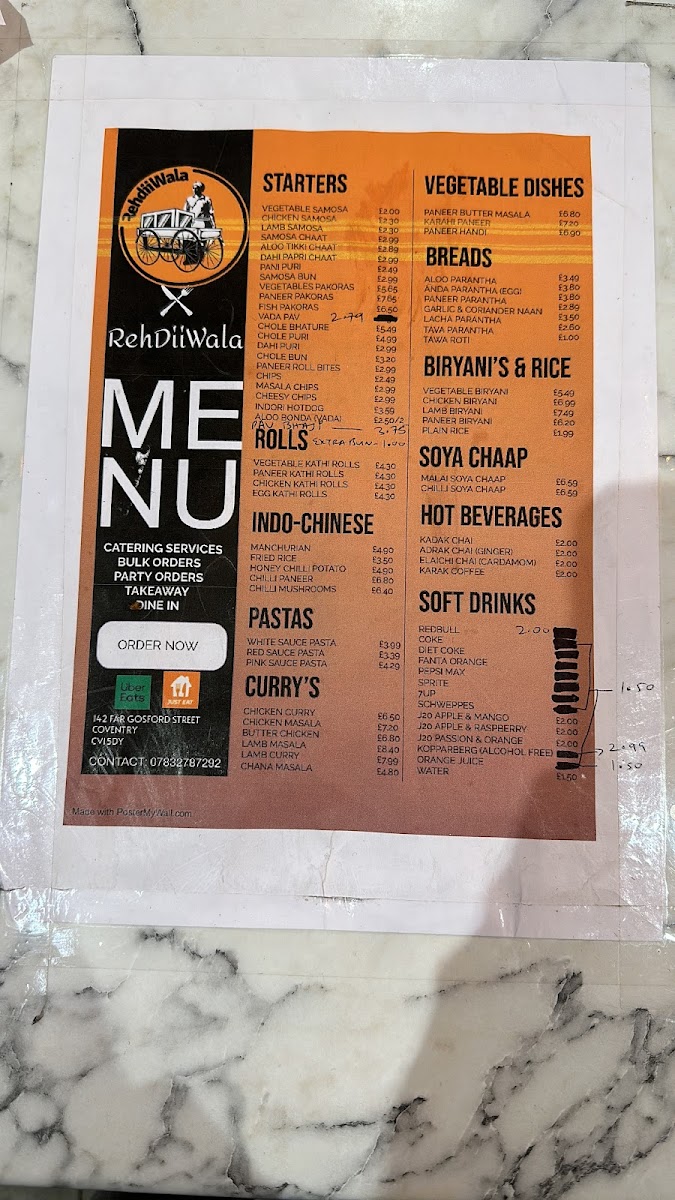 RehdiiWala
RehDiiWala
MENU
CATERING SERVICES
BULK ORDERS
PARTY ORDERS
TAKEAWAY
DINE IN
ORDER NOW
Uber Eats
JUST EAT
142 FAR GOSFORD STREET
COVENTRY
CV15DY
CONTACT: 07832787292
Made with PosterMyWall.com
STARTERS
VEGETABLE SAMOSA £2.00
CHICKEN SAMOSA £2.30
LAMB SAMOSA £2.30
SAMOSA CHAAT £2.99
ALOO TIKKI CHAAT £2.89
DAHI PAPRI CHAAT £2.99
PANI PURI £2.49
SAMOSA BUN £2.99
VEGETABLES PAKORAS £5.65
PANEER PAKORAS £7.65
FISH PAKORAS £6.50
VADA PAV 2.79
CHOLE BHATURE £5.49
CHOLE PURI £4.99
DAHI PURI £2.99
CHOLE BUN £3.20
PANEER ROLL BITES £2.99
CHIPS £2.49
MASALA CHIPS £2.99
CHEESY CHIPS £2.99
INDORI HOTDOG £3.59
ALOO BONDA (VADA) £2.50/2
PAV BHAJI — 3.75
EXTRA BUN - 1.00
ROLLS
VEGETABLE KATHI ROLLS £4.30
PANEER KATHI ROLLS £4.30
CHICKEN KATHI ROLLS £4.30
EGG KATHI ROLLS £4.30
INDO-CHINESE
MANCHURIAN £4.90
FRIED RICE £3.50
HONEY CHILLI POTATO £4.90
CHILLI PANEER £6.80
CHILLI MUSHROOMS £6.40
PASTAS
WHITE SAUCE PASTA £3.99
RED SAUCE PASTA £3.39
PINK SAUCE PASTA £4.29
CURRY'S
CHICKEN CURRY £6.50
CHICKEN MASALA £7.20
BUTTER CHICKEN £6.80
LAMB MASALA £8.40
LAMB CURRY £7.99
CHANA MASALA £4.80
VEGETABLE DISHES
PANEER BUTTER MASALA £6.80
KARAHI PANEER £7.20
PANEER HANDI £6.90
BREADS
ALOO PARANTHA £3.49
ANDA PARANTHA (EGG) £3.80
PANEER PARANTHA £3.80
GARLIC & CORIANDER NAAN £2.89
LACHA PARANTHA £3.50
TAVA PARANTHA £2.60
TAWA ROTI £1.00
BIRYANI'S & RICE
VEGETABLE BIRYANI £5.49
CHICKEN BIRYANI £6.99
LAMB BIRYANI £7.49
PANEER BIRYANI £6.20
PLAIN RICE £1.99
SOYA CHAAP
MALAI SOYA CHAAP £6.59
CHILLI SOYA CHAAP £6.59
HOT BEVERAGES
KADAK CHAI £2.00
ADRAK CHAI (GINGER) £2.00
ELAICHI CHAI (CARDAMOM) £2.00
KARAK COFFEE £2.00
SOFT DRINKS
REDBULL 2.00
COKE
DIET COKE
FANTA ORANGE
PEPSI MAX
SPRITE
7UP
SCHWEPPES
1.50
J20 APPLE & MANGO £2.00
J20 APPLE & RASPBERRY £2.00
J20 PASSION & ORANGE £2.00
KOPPARBERG (ALCOHOL FREE) 2.99
ORANGE JUICE 1.50
WATER £1.50